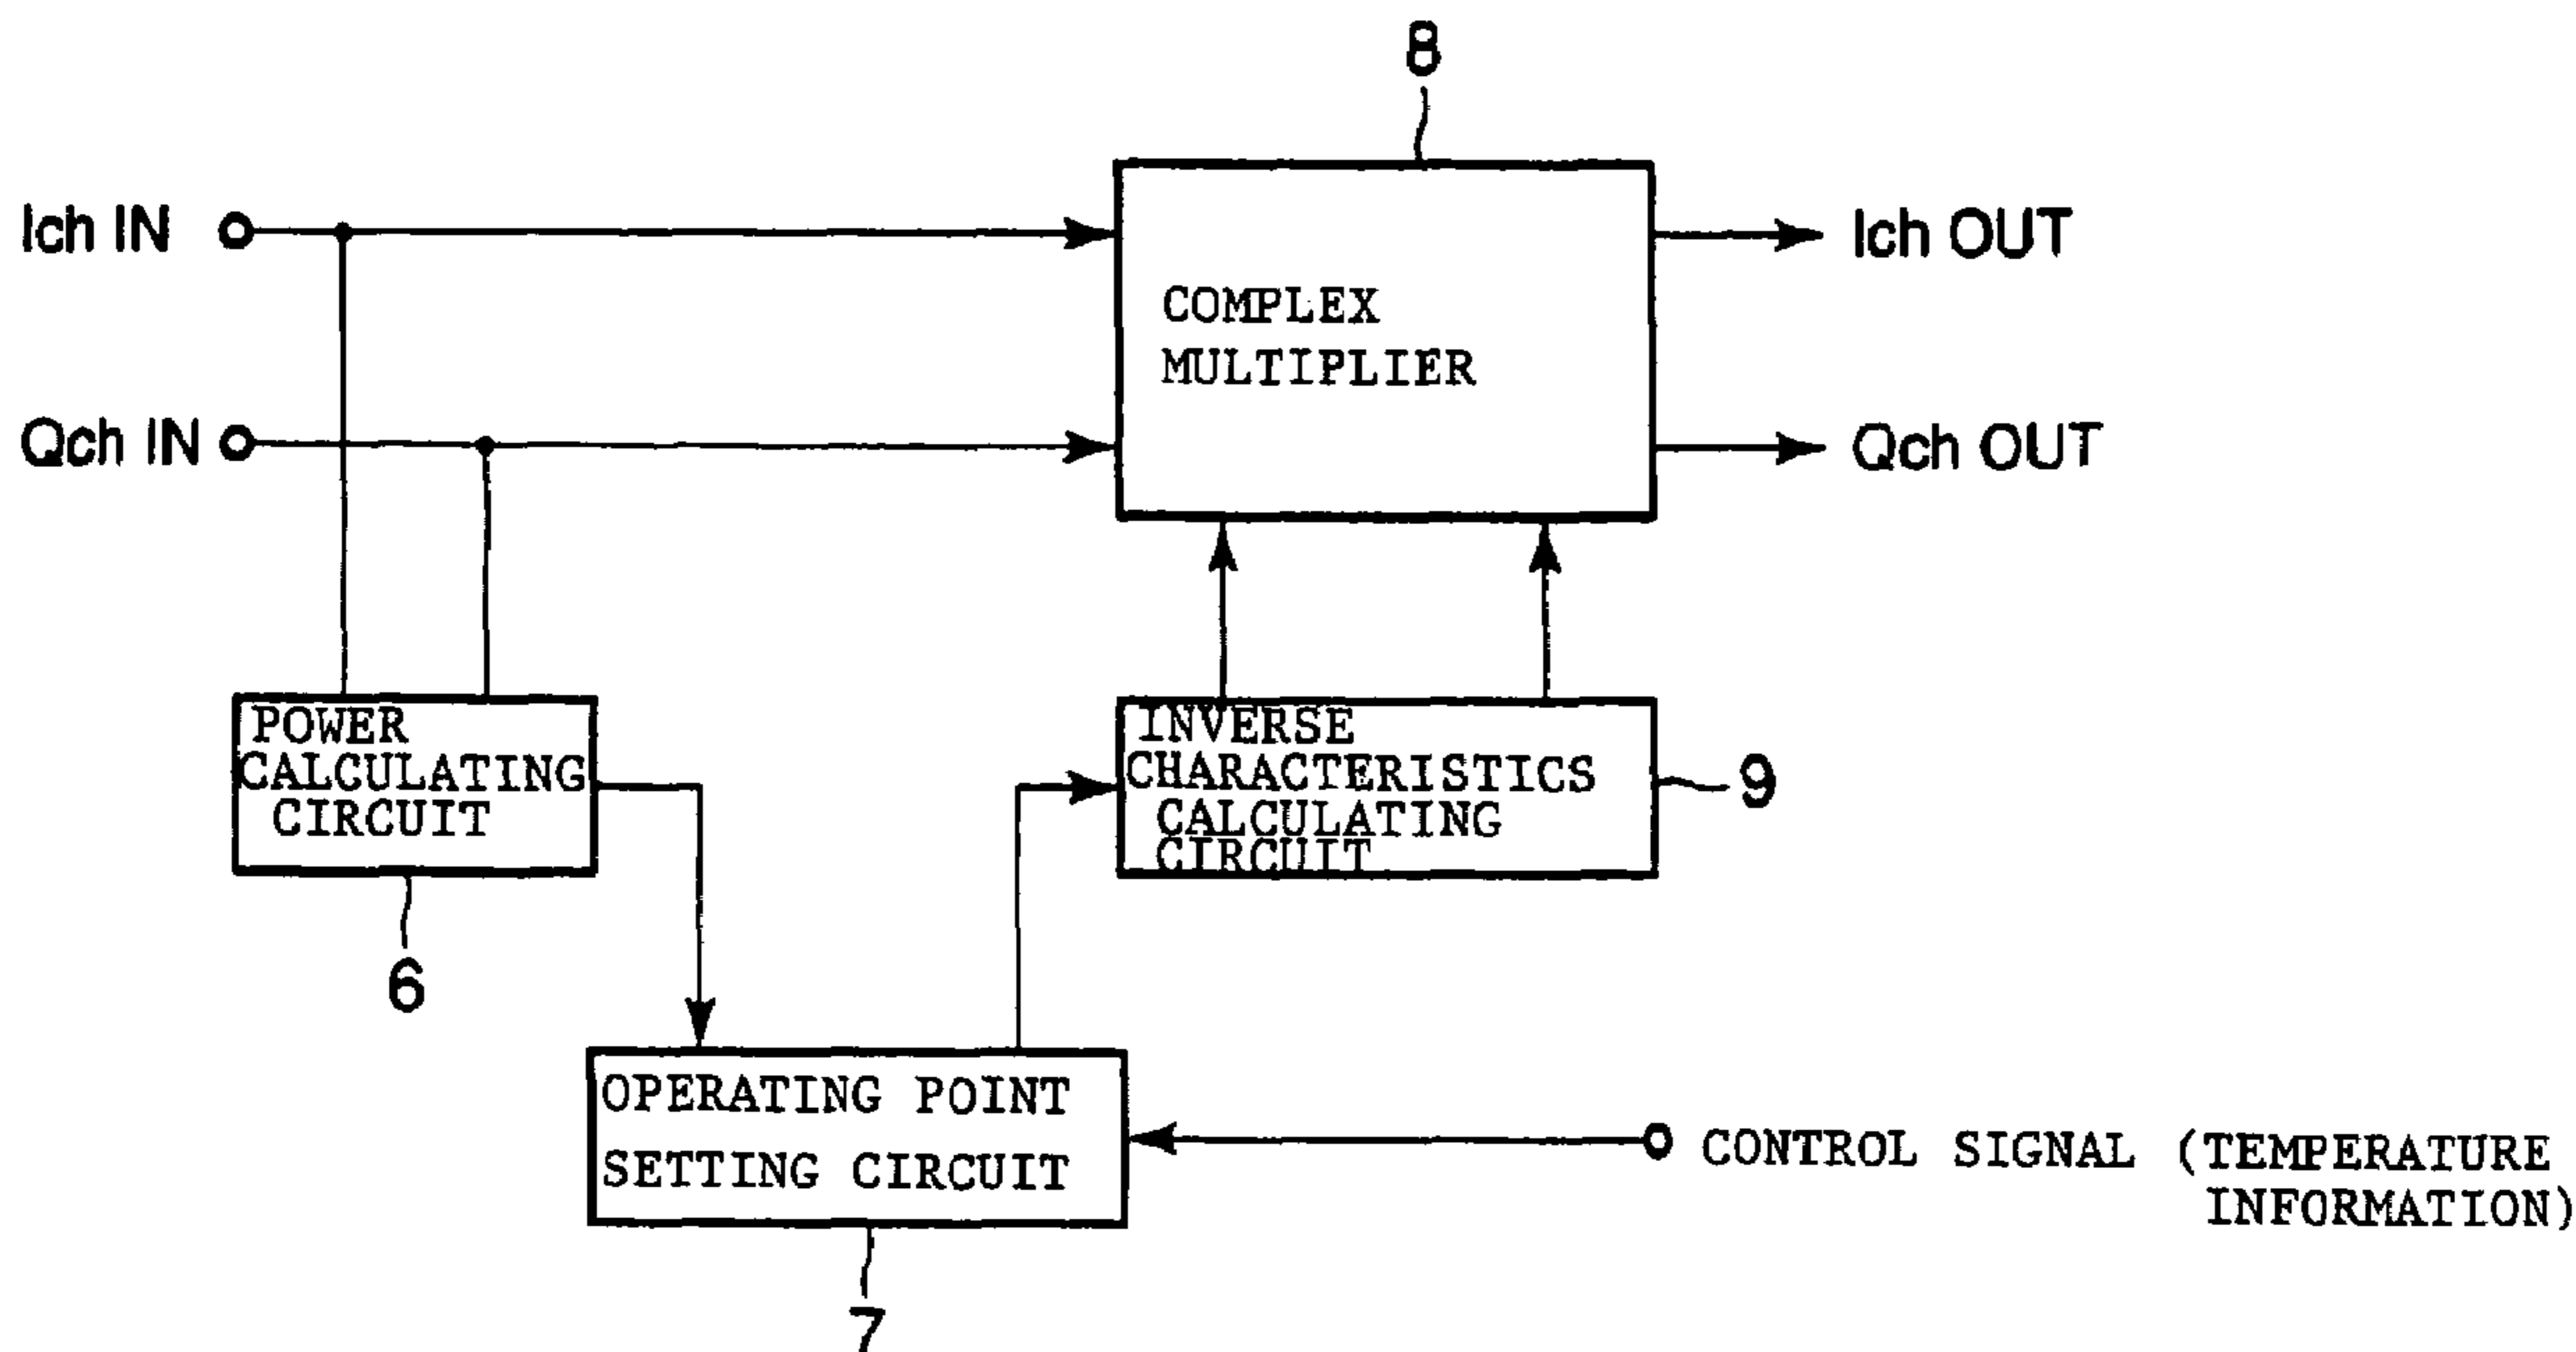 8
Ich IN
Ich OUT
COMPLEX
MULTIPLIER
Qch IN
Qch OUT
POWER
CALCULATING
CIRCUIT
INVERSE
CHARACTERISTICS
CALCULATING
CIRCUIT
9
6
OPERATING POINT
SETTING CIRCUIT
CONTROL SIGNAL (TEMPERATURE
INFORMATION)
7